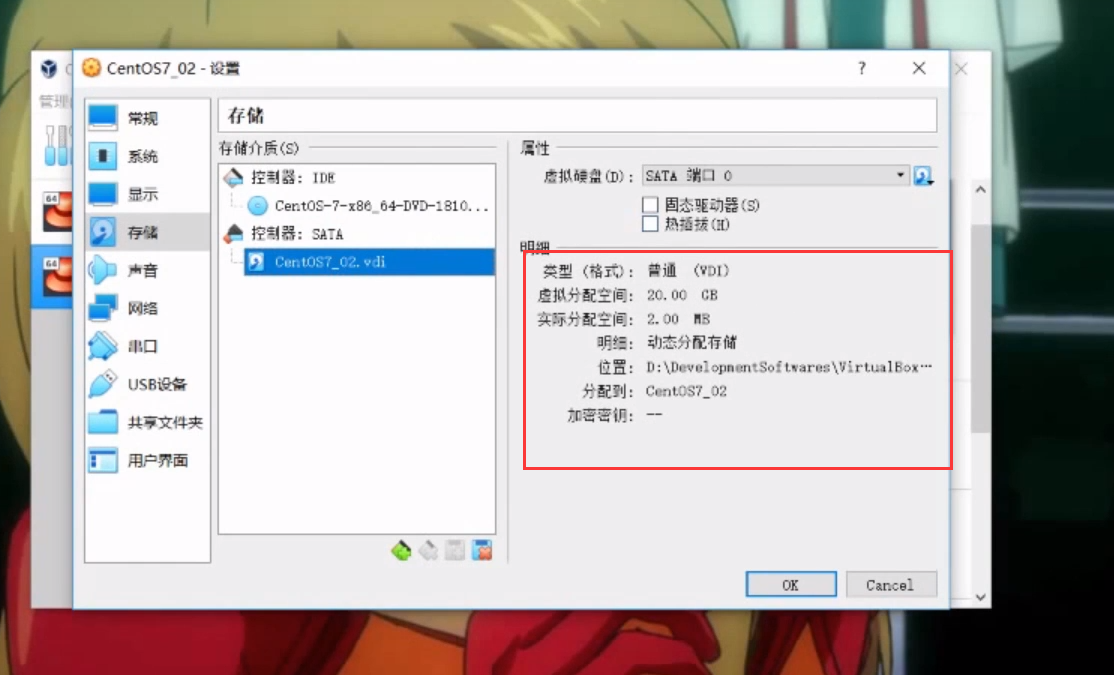 CentOS7_02 - 设置
?
管理
64
64
常规
系统
显示
存储
声音
网络
串口
USB设备
共享文件夹
用户界面
存储
存储介质(S)
控制器: IDE
CentOS-7-x86_64-DVD-1810...
控制器: SATA
CentOS7_02.vdi
属性
虚拟硬盘(D): SATA 端口 0
固态驱动器(S)
热插拔(H)
明细
类型 (格式): 普通 (VDI)
虚拟分配空间: 20.00 GB
实际分配空间: 2.00 MB
明细: 动态分配存储
位置: D:\DevelopmentSoftwares\VirtualBox…
分配到: CentOS7_02
加密密钥: --
OK
Cancel